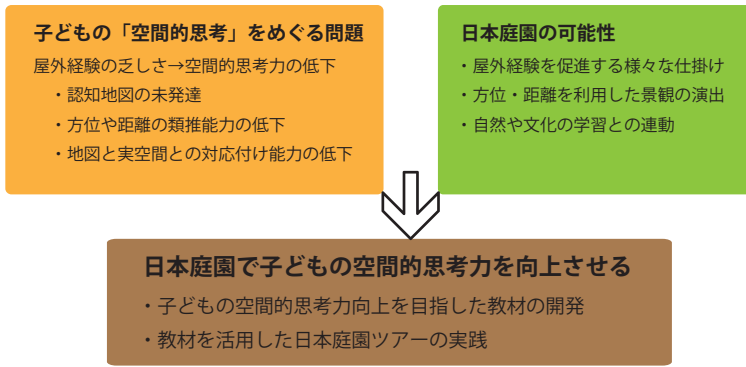 子どもの「空間的思考」をめぐる問題
屋外経験の乏しさ→空間的思考力の低下
・認知地図の未発達
・方位や距離の類推能力の低下
・地図と実空間との対応付け能力の低下
日本庭園の可能性
・屋外経験を促進する様々な仕掛け
・方位・距離を利用した景観の演出
・自然や文化の学習との連動
日本庭園で子どもの空間的思考力を向上させる
・子どもの空間的思考力向上を目指した教材の開発
・教材を活用した日本庭園ツアーの実践